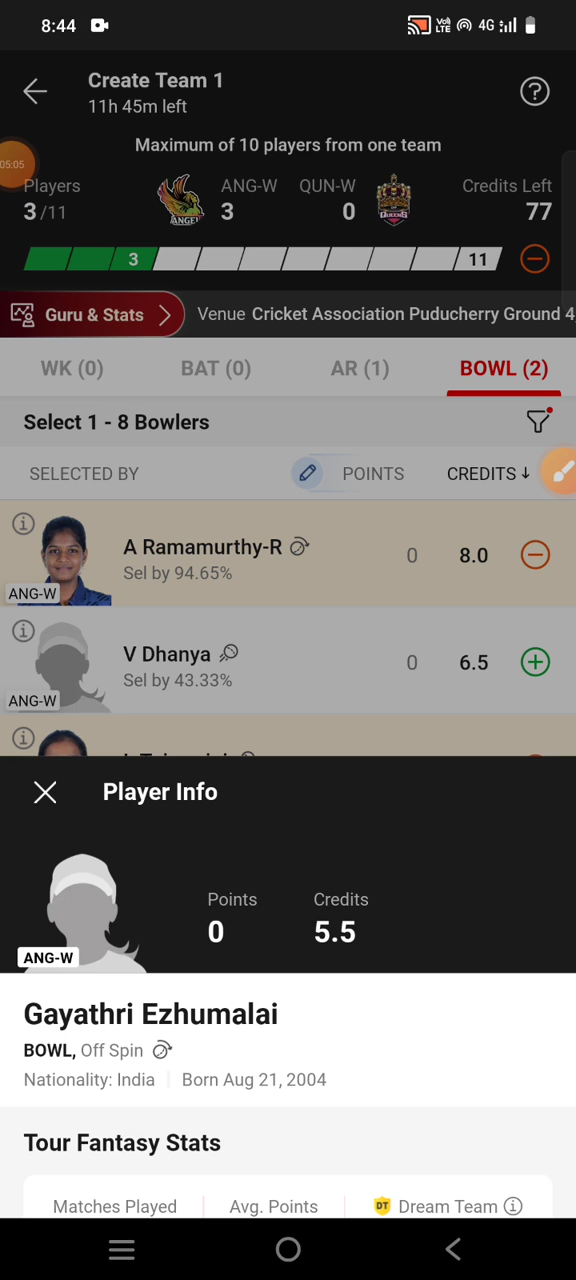 8:44
Vo)
LTE
4G
Create Team 1
11h 45m left
Maximum of 10 players from one team
05:05
Players
ANG-W
QUN-W
Credits Left
3/11
3
0
77
ANGEL
QUEENS
3
11
Guru & Stats
Venue Cricket Association Puducherry Ground 4
WK (0)
BAT (0)
AR (1)
BOWL (2)
Select 1 - 8 Bowlers
SELECTED BY
POINTS
CREDITS ↓
A Ramamurthy-R
0
8.0
Sel by 94.65%
ANG-W
V Dhanya
0
6.5
Sel by 43.33%
ANG-W
Player Info
Points
Credits
0
5.5
ANG-W
Gayathri Ezhumalai
BOWL, Off Spin
Nationality: India
Born Aug 21, 2004
Tour Fantasy Stats
Matches Played
Avg. Points
DT
Dream Team